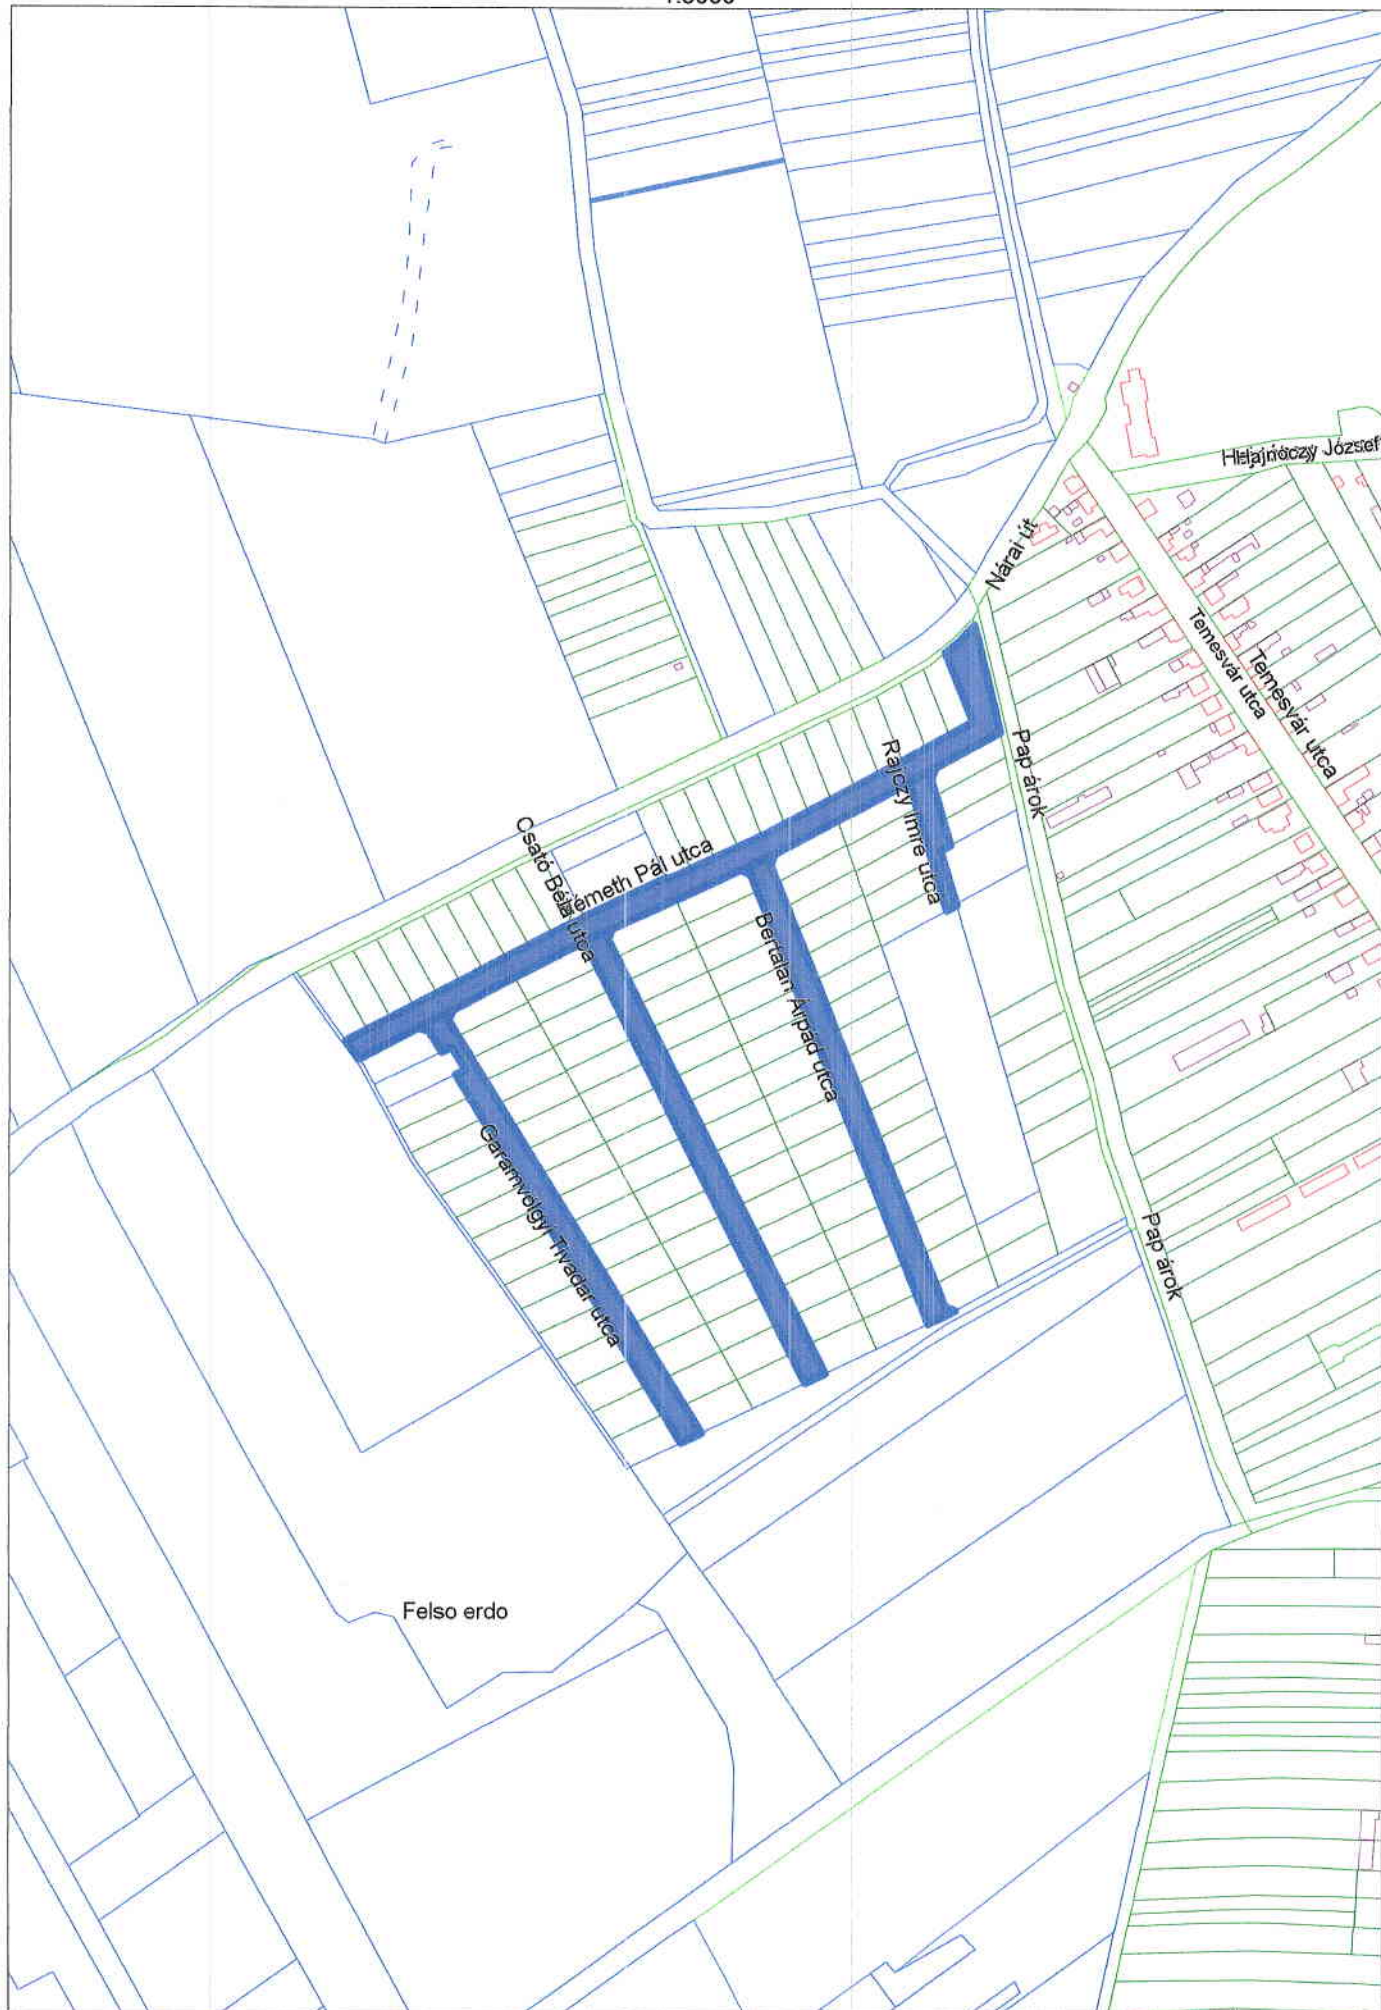 Hajnóczy József
Nárai út
Temesvár utca
Temesvár utca
Pap árok
Rajczy Imre utca
Csató Béla utca
Németh Pál utca
Bertalan Árpád utca
Garamvölgyi Tivadar utca
Pap árok
Felso erdo